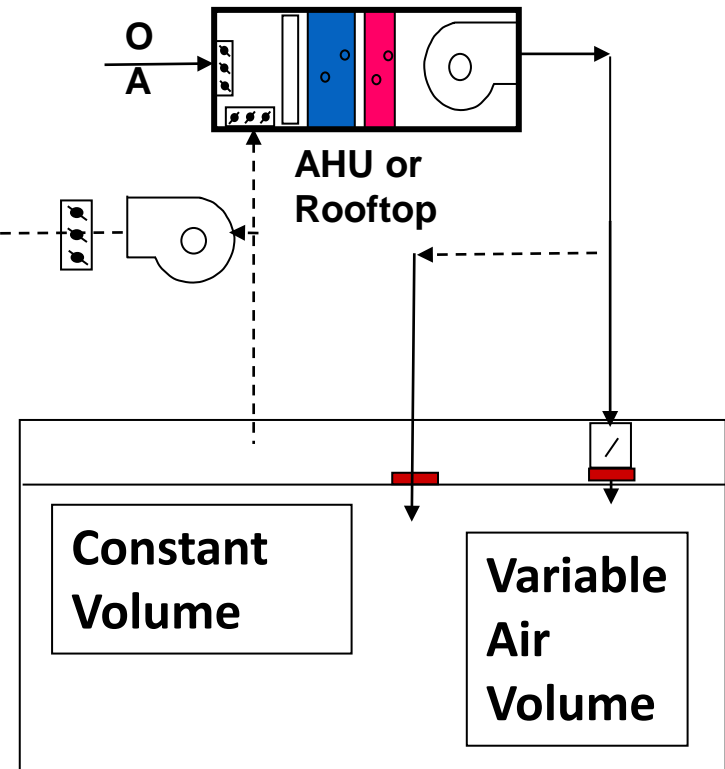 O
A
AHU or
Rooftop
Constant
Volume
Variable
Air
Volume